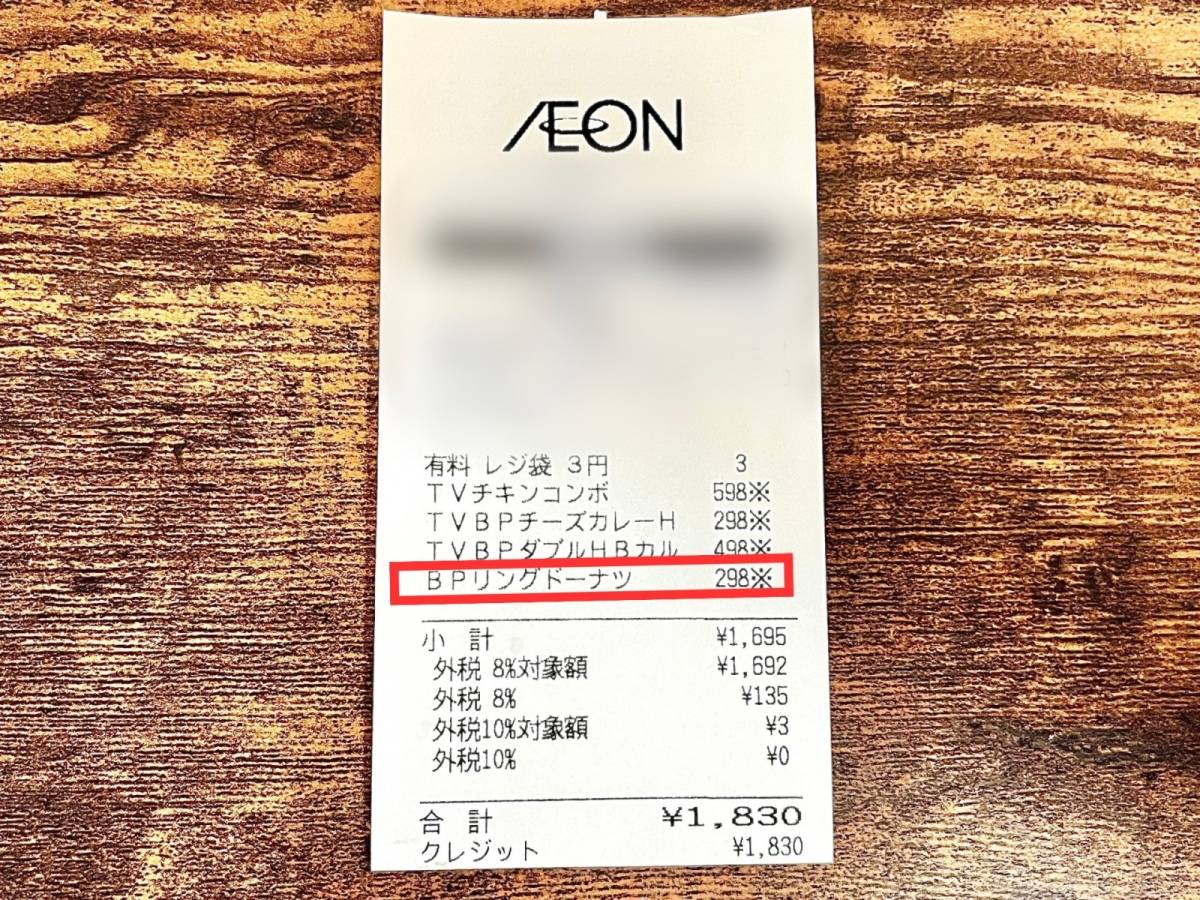 ÆON
有料 レジ袋 3円 3
TVチキンコンボ 598※
TVBPチーズカレーH 298※
TVBPダブルHBカル 498※
BPリングドーナツ 298※
小 計 ¥1,695
外税 8%対象額 ¥1,692
外税 8% ¥135
外税10%対象額 ¥3
外税10% ¥0
合 計 ¥1,830
クレジット ¥1,830